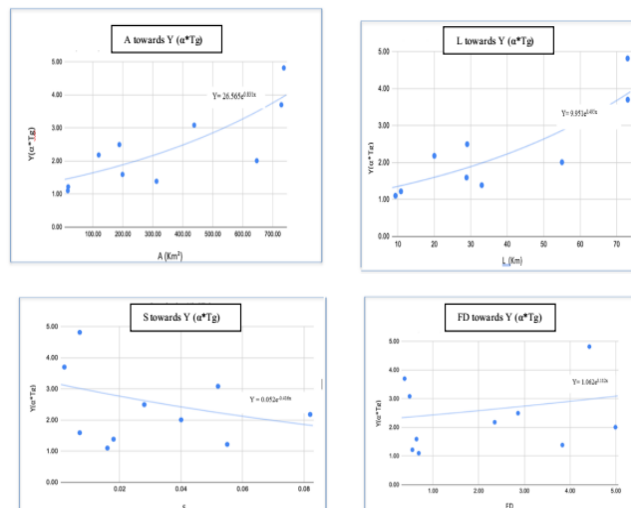 A towards Y (α*Tg)
5.00
4.00
3.00
2.00
1.00
0.00
Y(α*Tg)
100.00 200.00 300.00 400.00 500.00 600.00 700.00
A (Km²)
L towards Y (α*Tg)
5.00
4.00
3.00
2.00
1.00
0.00
Y(α*Tg)
10 20 30 40 50 60 70
L (Km)
S towards Y (α*Tg)
5.00
4.00
3.00
2.00
1.00
0.00
Y(α*Tg)
0.02 0.04 0.06 0.08
S
FD towards Y (α*Tg)
5.00
4.00
3.00
2.00
1.00
0.00
Y(α*Tg)
1.00 2.00 3.00 4.00 5.00
FD